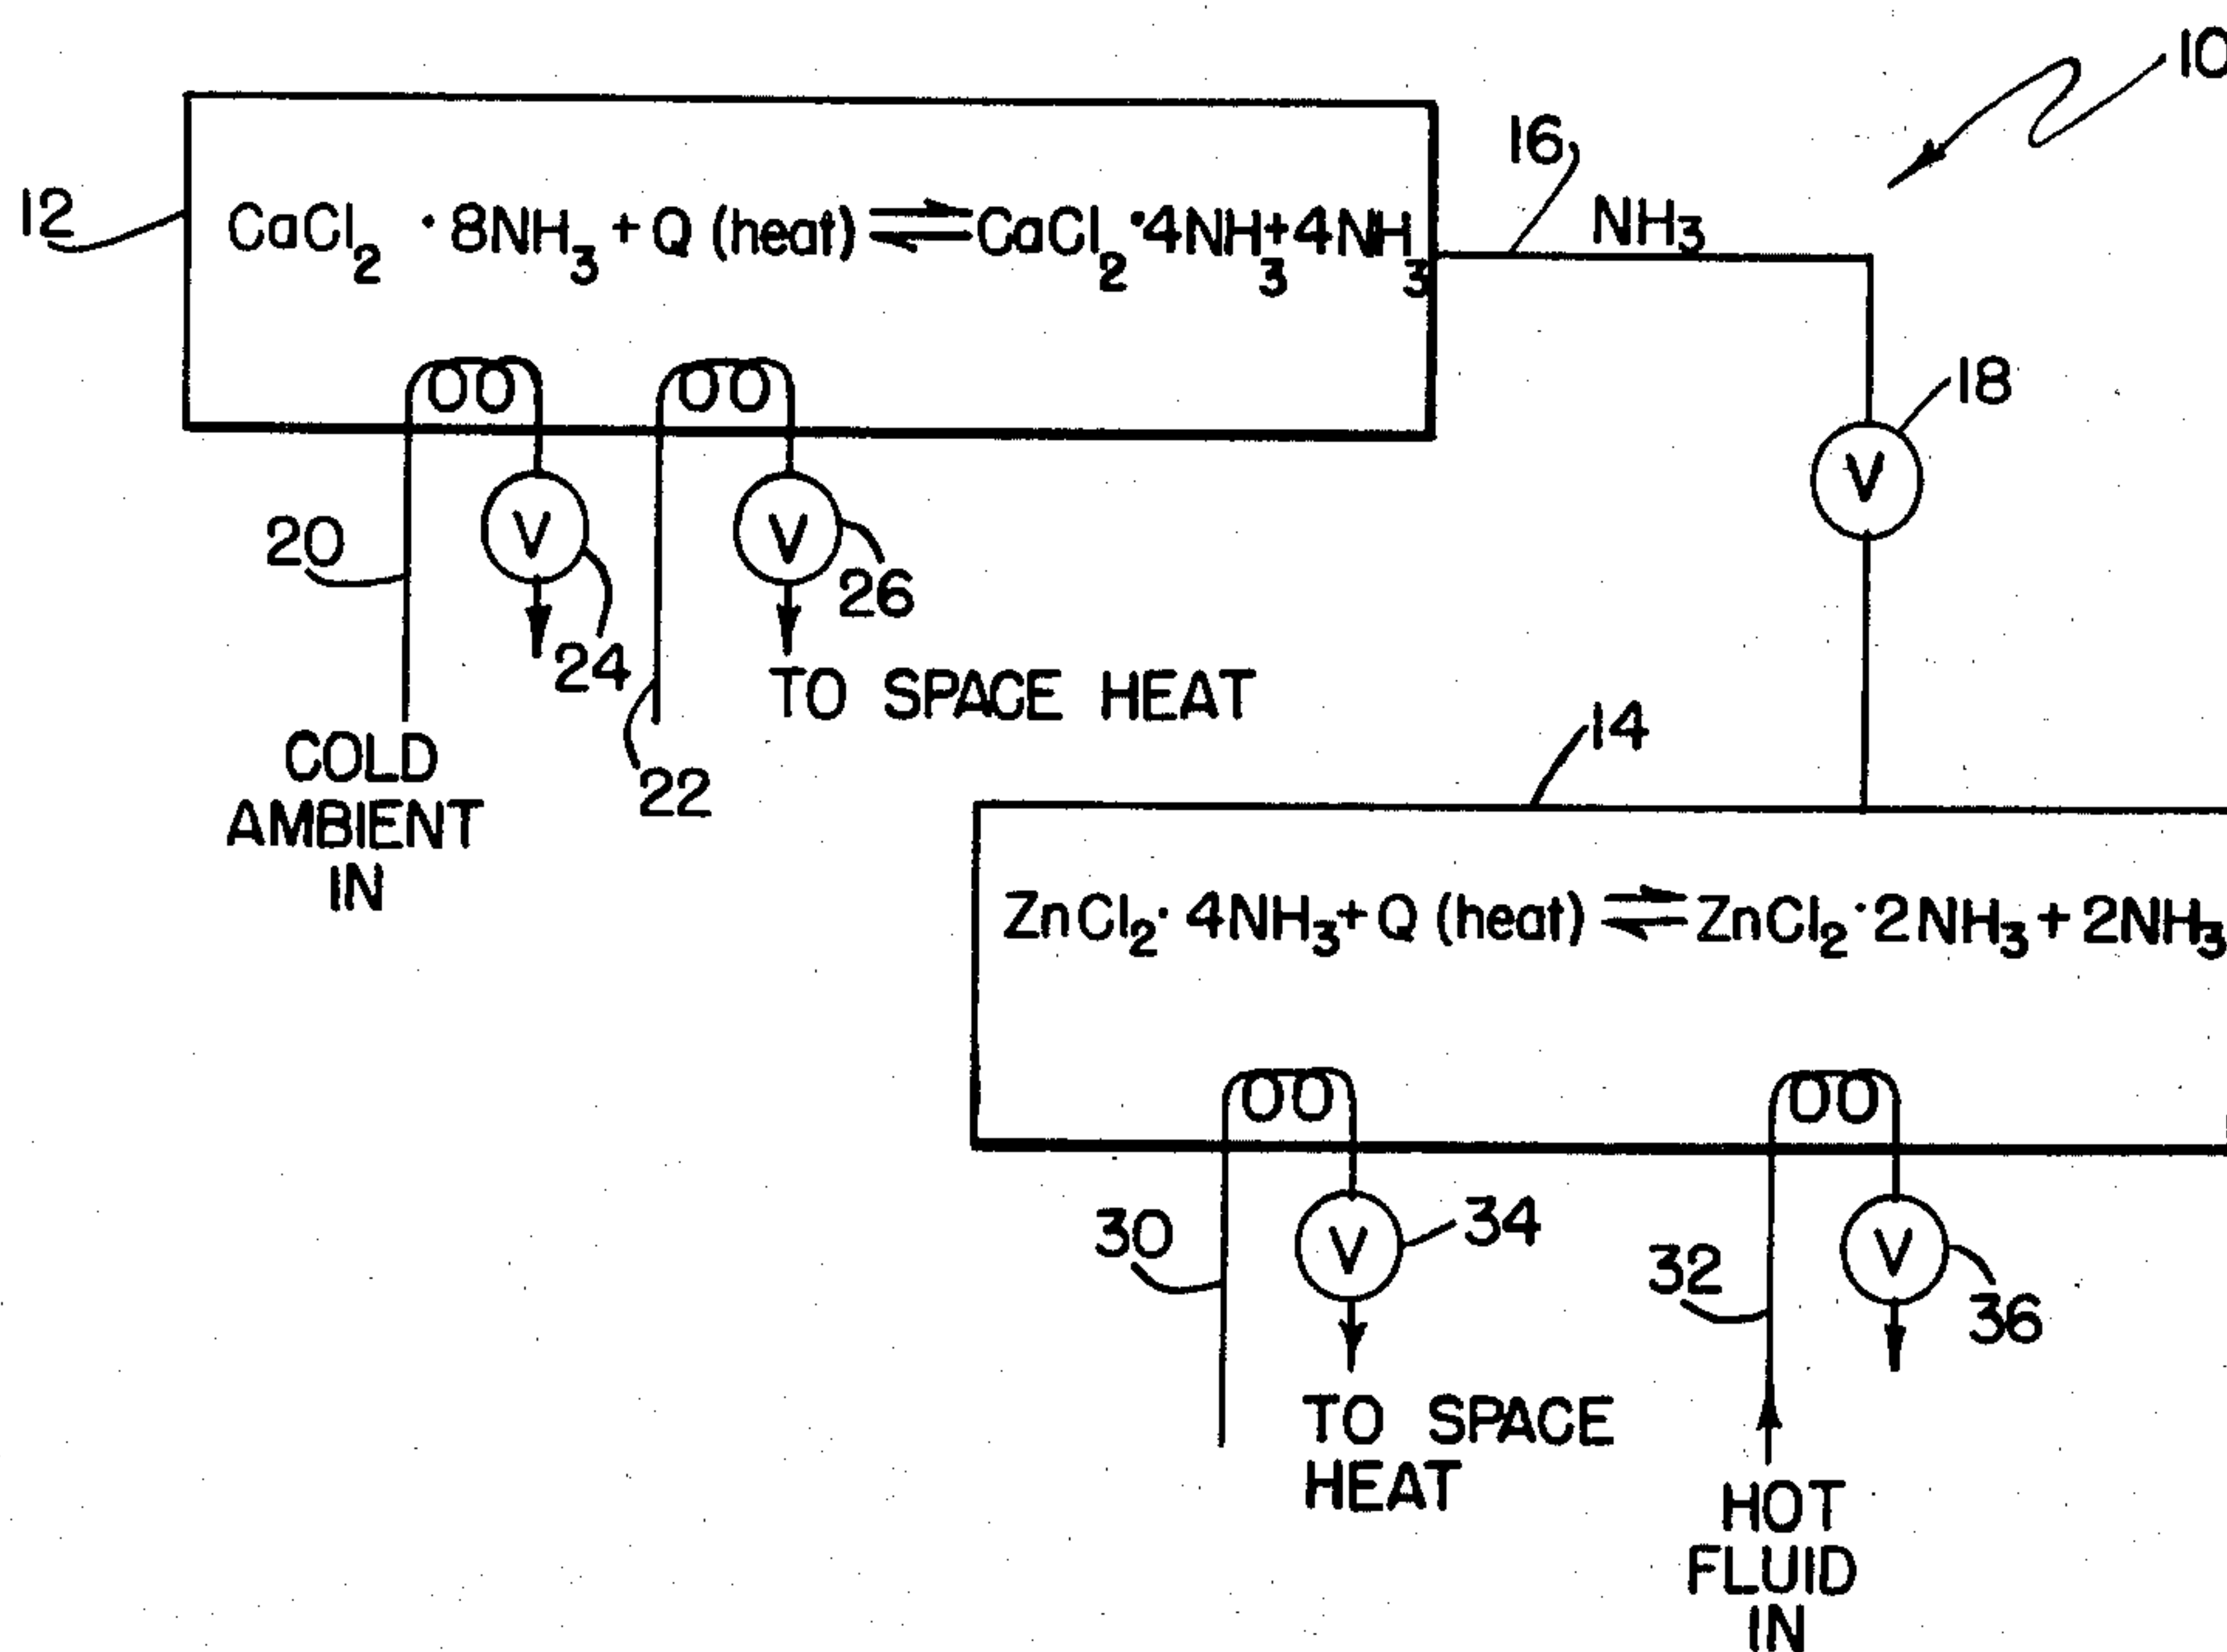 10
16
NH₃
12
CaCl₂ · 8NH₃ + Q (heat) ⇌ CaCl₂ · 4NH₃ + 4NH₃
18
V
V
V
20
24
26
TO SPACE HEAT
COLD
AMBIENT
IN
22
14
ZnCl₂ · 4NH₃ + Q (heat) ⇌ ZnCl₂ · 2NH₃ + 2NH₃
30
V
34
32
V
36
TO SPACE
HEAT
HOT
FLUID
IN